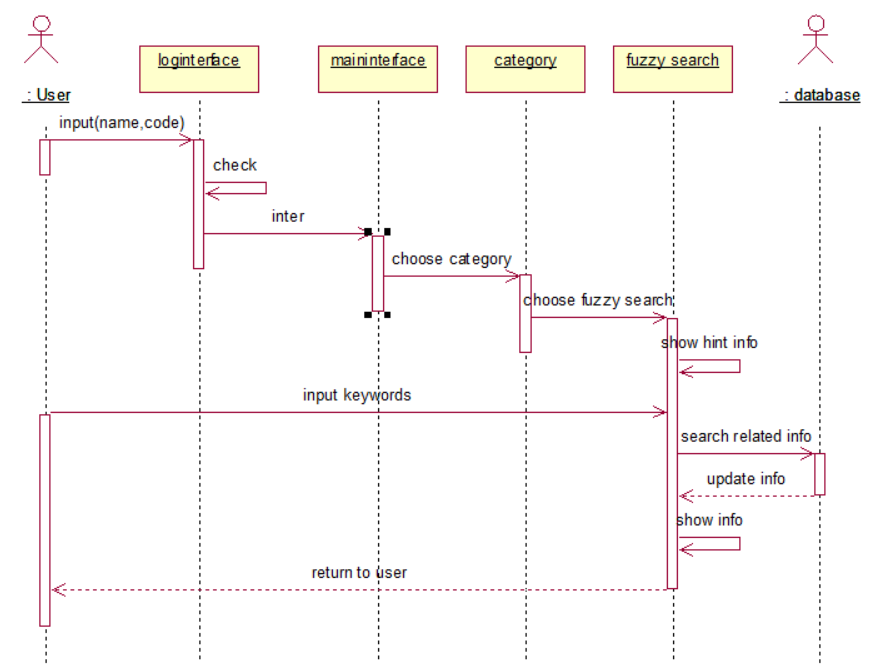 loginterface
maininterface
category
fuzzy search
: User
: database
input(name,code)
check
inter
choose category
choose fuzzy search
show hint info
input keywords
search related info
update info
show info
return to user